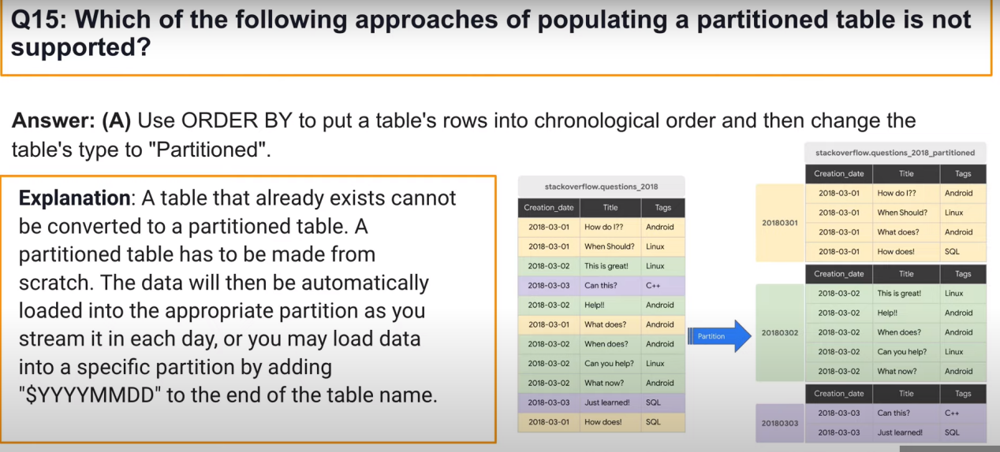 Q15: Which of the following approaches of populating a partitioned table is not
supported?
Answer: (A) Use ORDER BY to put a table's rows into chronological order and then change the
table's type to "Partitioned".
Explanation: A table that already exists cannot
be converted to a partitioned table. A
partitioned table has to be made from
scratch. The data will then be automatically
loaded into the appropriate partition as you
stream it in each day, or you may load data
into a specific partition by adding
"$YYYYMMDD" to the end of the table name.
stackoverflow.questions_2018
Creation_date Title Tags
2018-03-01 How do I?? Android
2018-03-01 When Should? Linux
2018-03-02 This is great! Linux
2018-03-03 Can this? C++
2018-03-02 Help!! Android
2018-03-01 What does? Android
2018-03-02 When does? Android
2018-03-02 Can you help? Linux
2018-03-02 What now? Android
2018-03-03 Just learned! SQL
2018-03-01 How does! SQL
Partition
stackoverflow.questions_2018_partitioned
20180301
Creation_date Title Tags
2018-03-01 How do I?? Android
2018-03-01 When Should? Linux
2018-03-01 What does? Android
2018-03-01 How does! SQL
20180302
Creation_date Title Tags
2018-03-02 This is great! Linux
2018-03-02 Help!! Android
2018-03-02 When does? Android
2018-03-02 Can you help? Linux
2018-03-02 What now? Android
20180303
Creation_date Title Tags
2018-03-03 Can this? C++
2018-03-03 Just learned! SQL